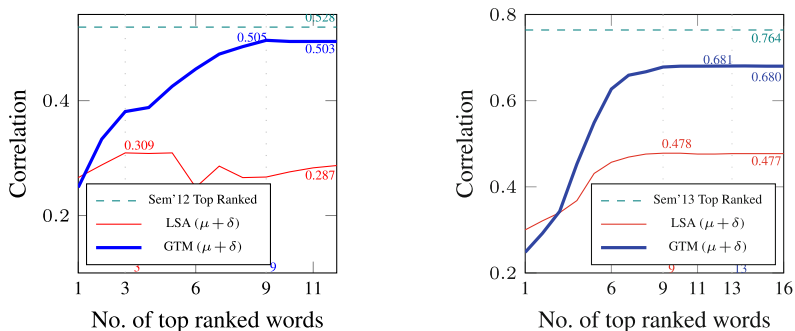 0.528
0.505
0.503
0.4
0.309
0.287
0.2
Correlation
Sem'12 Top Ranked
LSA (μ + δ)
GTM (μ + δ)
3
9
1 3 6 9 11
No. of top ranked words
0.8
0.764
0.681
0.680
0.6
0.478
0.477
0.4
0.2
Correlation
Sem'13 Top Ranked
LSA (μ + δ)
GTM (μ + δ)
9
13
1 6 9 11 13 16
No. of top ranked words